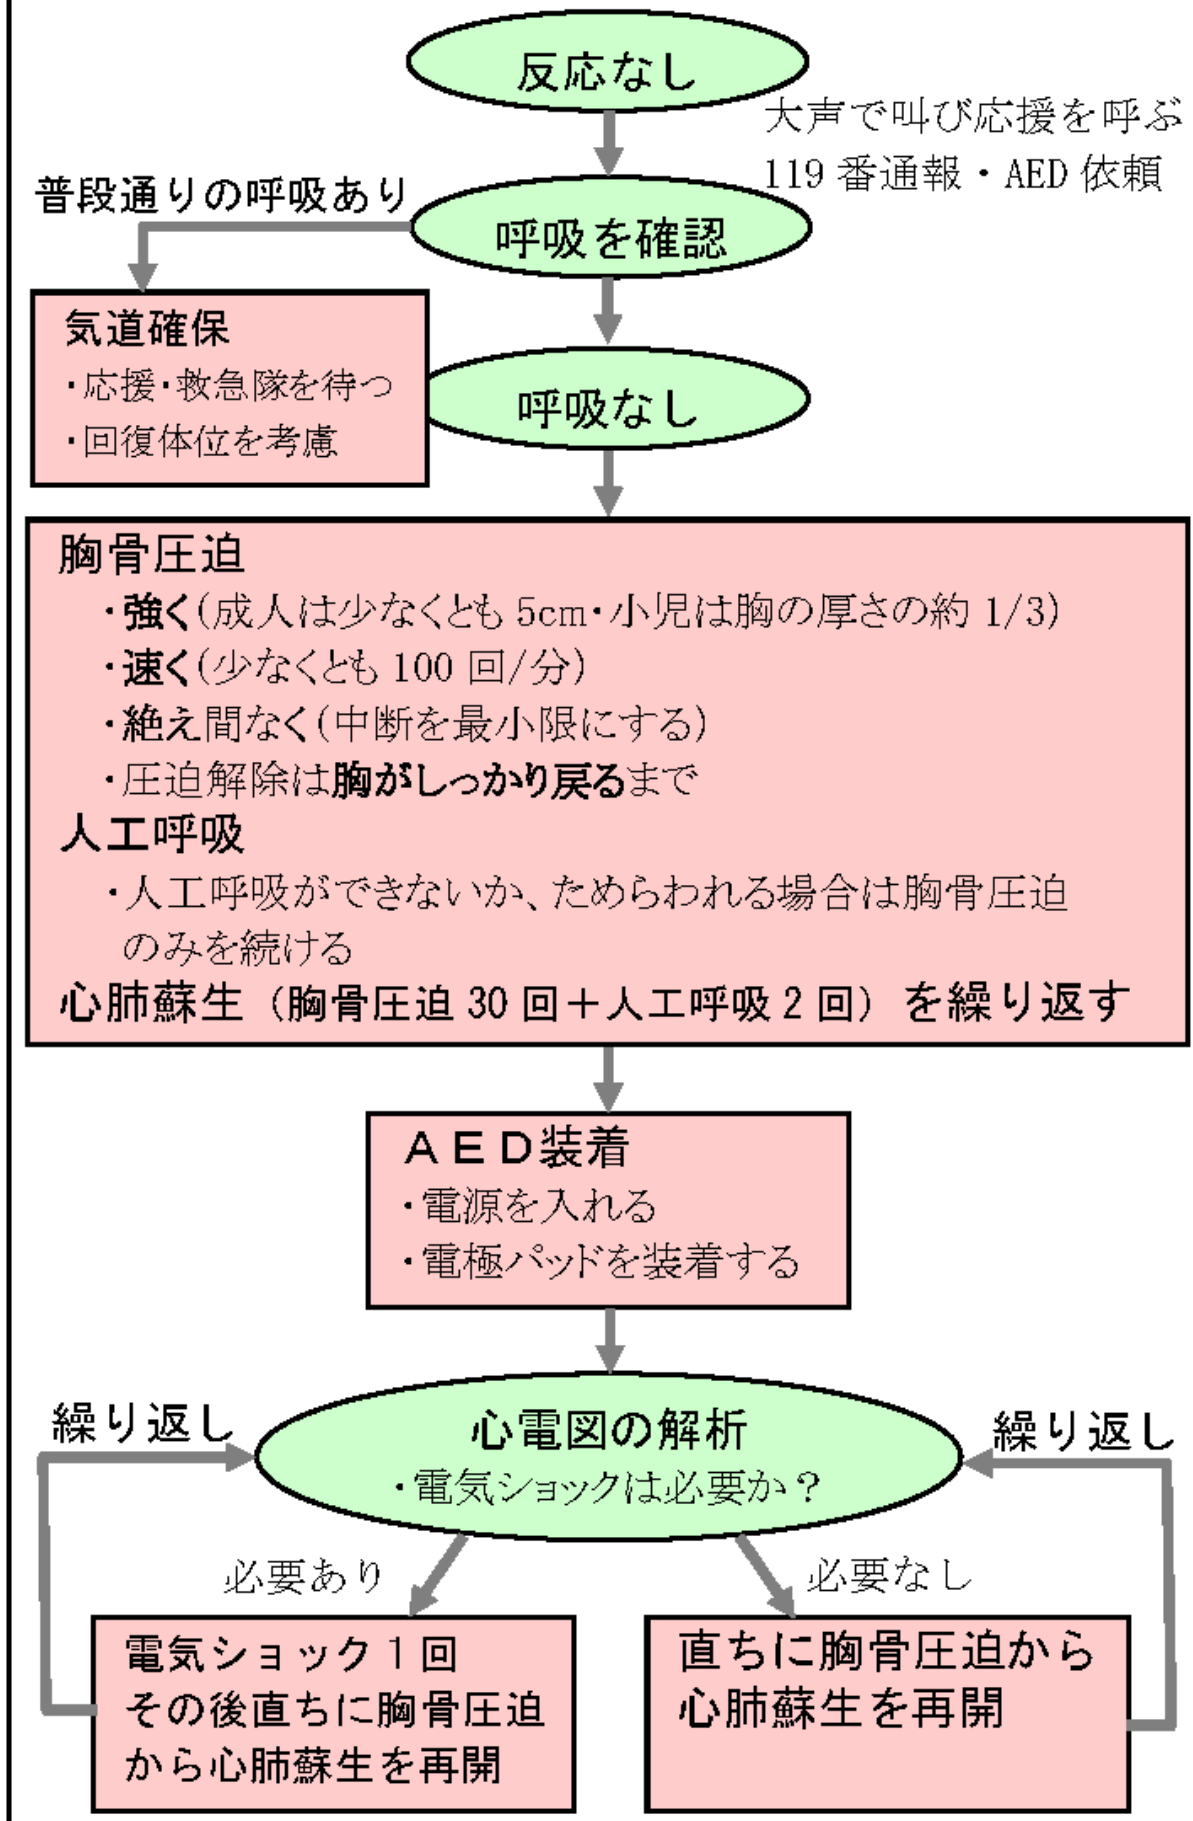 反応なし
大声で叫び応援を呼ぶ
119 番通報・AED 依頼
普段通りの呼吸あり
呼吸を確認
気道確保
・応援・救急隊を待つ
・回復体位を考慮
呼吸なし
胸骨圧迫
・強く(成人は少なくとも 5cm・小児は胸の厚さの約 1/3)
・速く(少なくとも 100 回/分)
・絶え間なく(中断を最小限にする)
・圧迫解除は胸がしっかり戻るまで
人工呼吸
・人工呼吸ができないか、ためらわれる場合は胸骨圧迫
のみを続ける
心肺蘇生（胸骨圧迫 30 回＋人工呼吸 2 回）を繰り返す
ＡＥＤ装着
・電源を入れる
・電極パッドを装着する
繰り返し
心電図の解析
・電気ショックは必要か？
繰り返し
必要あり
必要なし
電気ショック１回
その後直ちに胸骨圧迫
から心肺蘇生を再開
直ちに胸骨圧迫から
心肺蘇生を再開